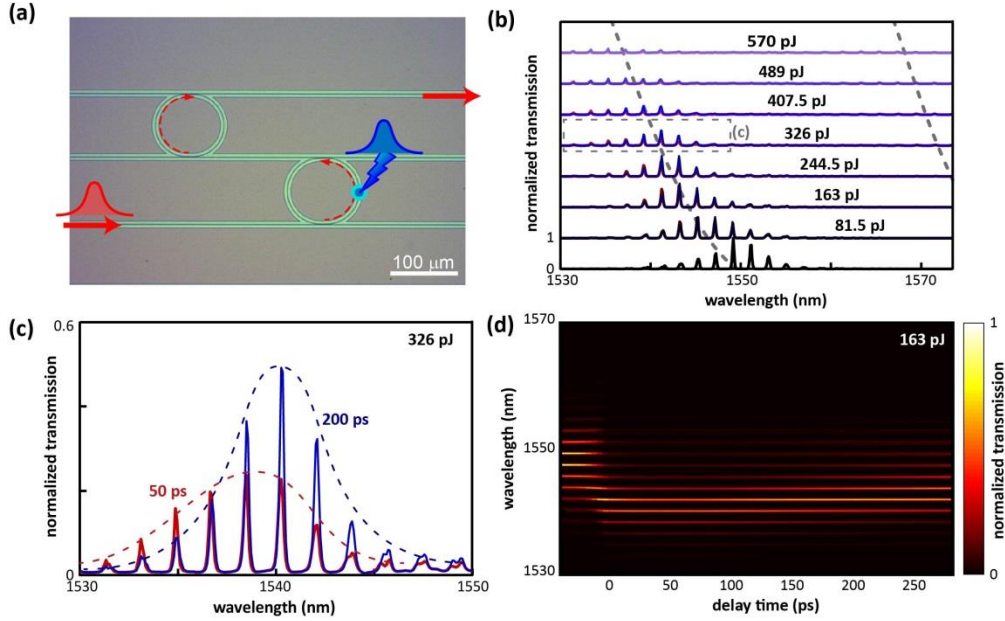 (a)
100 μm
(b)
normalized transmission
570 pJ
489 pJ
407.5 pJ
326 pJ
(c)
244.5 pJ
163 pJ
81.5 pJ
1
0
1530
1550
1570
wavelength (nm)
(c)
normalized transmission
0.6
0
326 pJ
200 ps
50 ps
1530
1540
1550
wavelength (nm)
(d)
wavelength (nm)
1570
1550
1530
163 pJ
0
50
100
150
200
250
delay time (ps)
1
0
normalized transmission